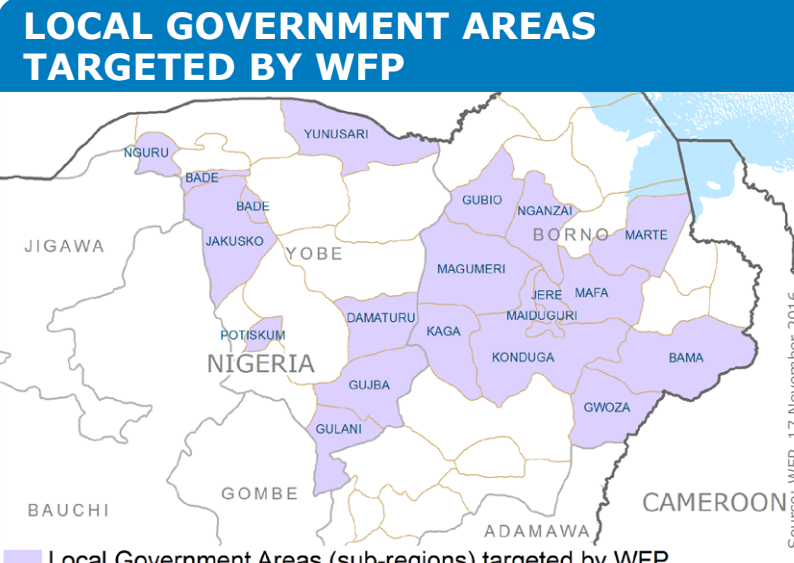 LOCAL GOVERNMENT AREAS
TARGETED BY WFP
YUNUSARI
NGURU
BADE
BADE
GUBIO
NGANZAI
BORNO
MARTE
JIGAWA
JAKUSKO
YOBE
MAGUMERI
JERE
MAFA
MAIDUGURI
DAMATURU
KAGA
POTISKUM
NIGERIA
KONDUGA
BAMA
GUJBA
GWOZA
GULANI
GOMBE
BAUCHI
CAMEROON
ADAMAWA
Source: WFP, 17 November 2016
Local Government Areas (sub-regions) targeted by WFP